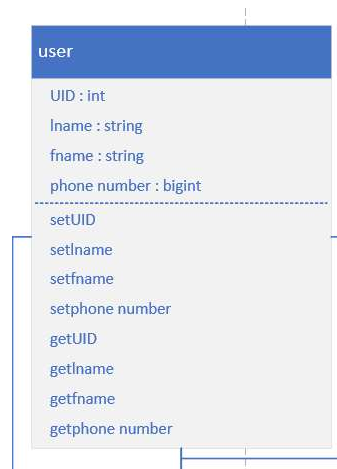 user
UID : int
lname : string
fname : string
phone number : bigint
setUID
setlname
setfname
setphone number
getUID
getlname
getfname
getphone number